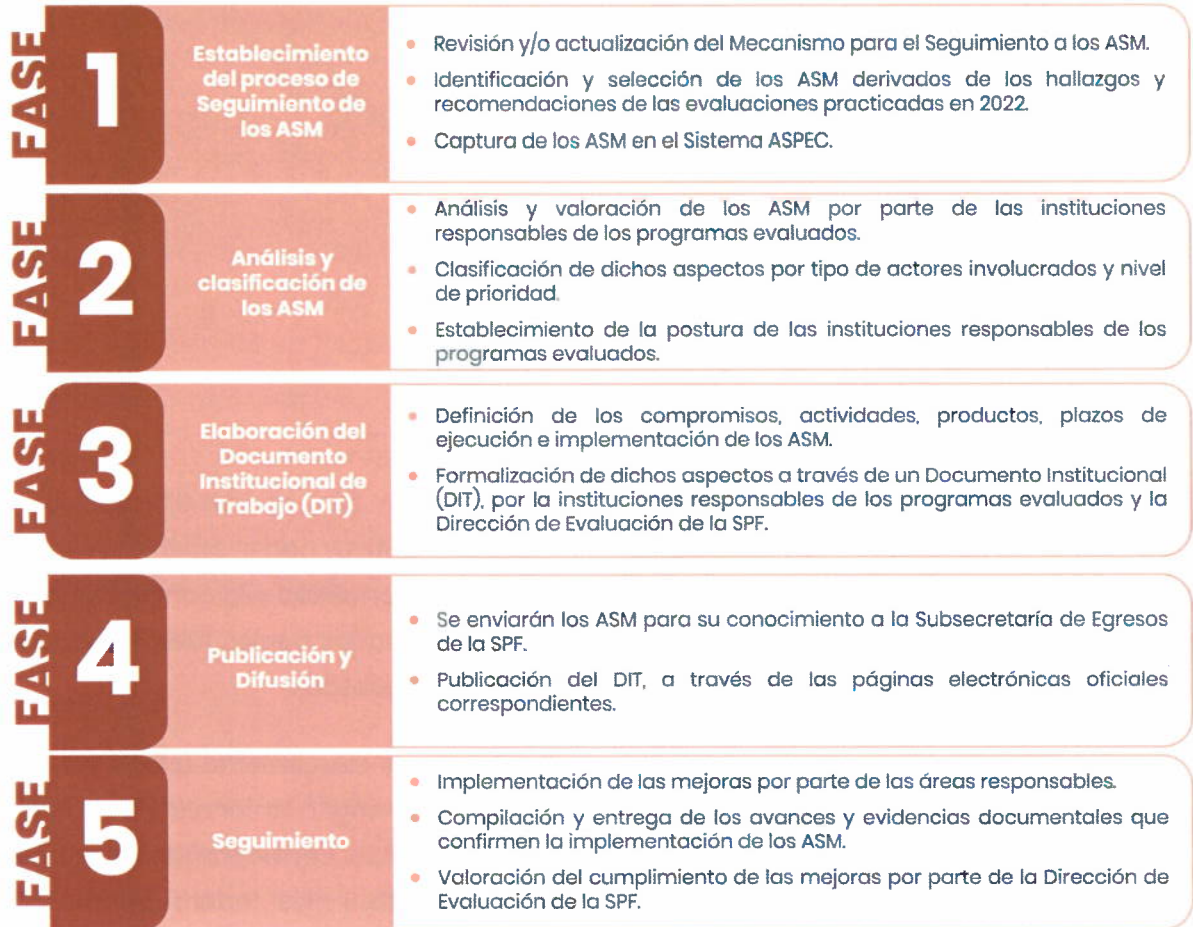 FASE
1
Establecimiento
del proceso de
Seguimiento de
los ASM
• Revisión y/o actualización del Mecanismo para el Seguimiento a los ASM.
• Identificación y selección de los ASM derivados de los hallazgos y
recomendaciones de las evaluaciones practicadas en 2022.
• Captura de los ASM en el Sistema ASPEC.
FASE
2
Análisis y
clasificación de
los ASM
• Análisis y valoración de los ASM por parte de las instituciones
responsables de los programas evaluados.
• Clasificación de dichos aspectos por tipo de actores involucrados y nivel
de prioridad.
• Establecimiento de la postura de las instituciones responsables de los
programas evaluados.
FASE
3
Elaboración del
Documento
Institucional de
Trabajo (DIT)
• Definición de los compromisos, actividades, productos, plazos de
ejecución e implementación de los ASM.
• Formalización de dichos aspectos a través de un Documento Institucional
(DIT), por la instituciones responsables de los programas evaluados y la
Dirección de Evaluación de la SPF.
FASE
4
Publicación y
Difusión
• Se enviarán los ASM para su conocimiento a la Subsecretaría de Egresos
de la SPF.
• Publicación del DIT, a través de las páginas electrónicas oficiales
correspondientes.
FASE
5
Seguimiento
• Implementación de las mejoras por parte de las áreas responsables.
• Compilación y entrega de los avances y evidencias documentales que
confirmen la implementación de los ASM.
• Valoración del cumplimiento de las mejoras por parte de la Dirección de
Evaluación de la SPF.